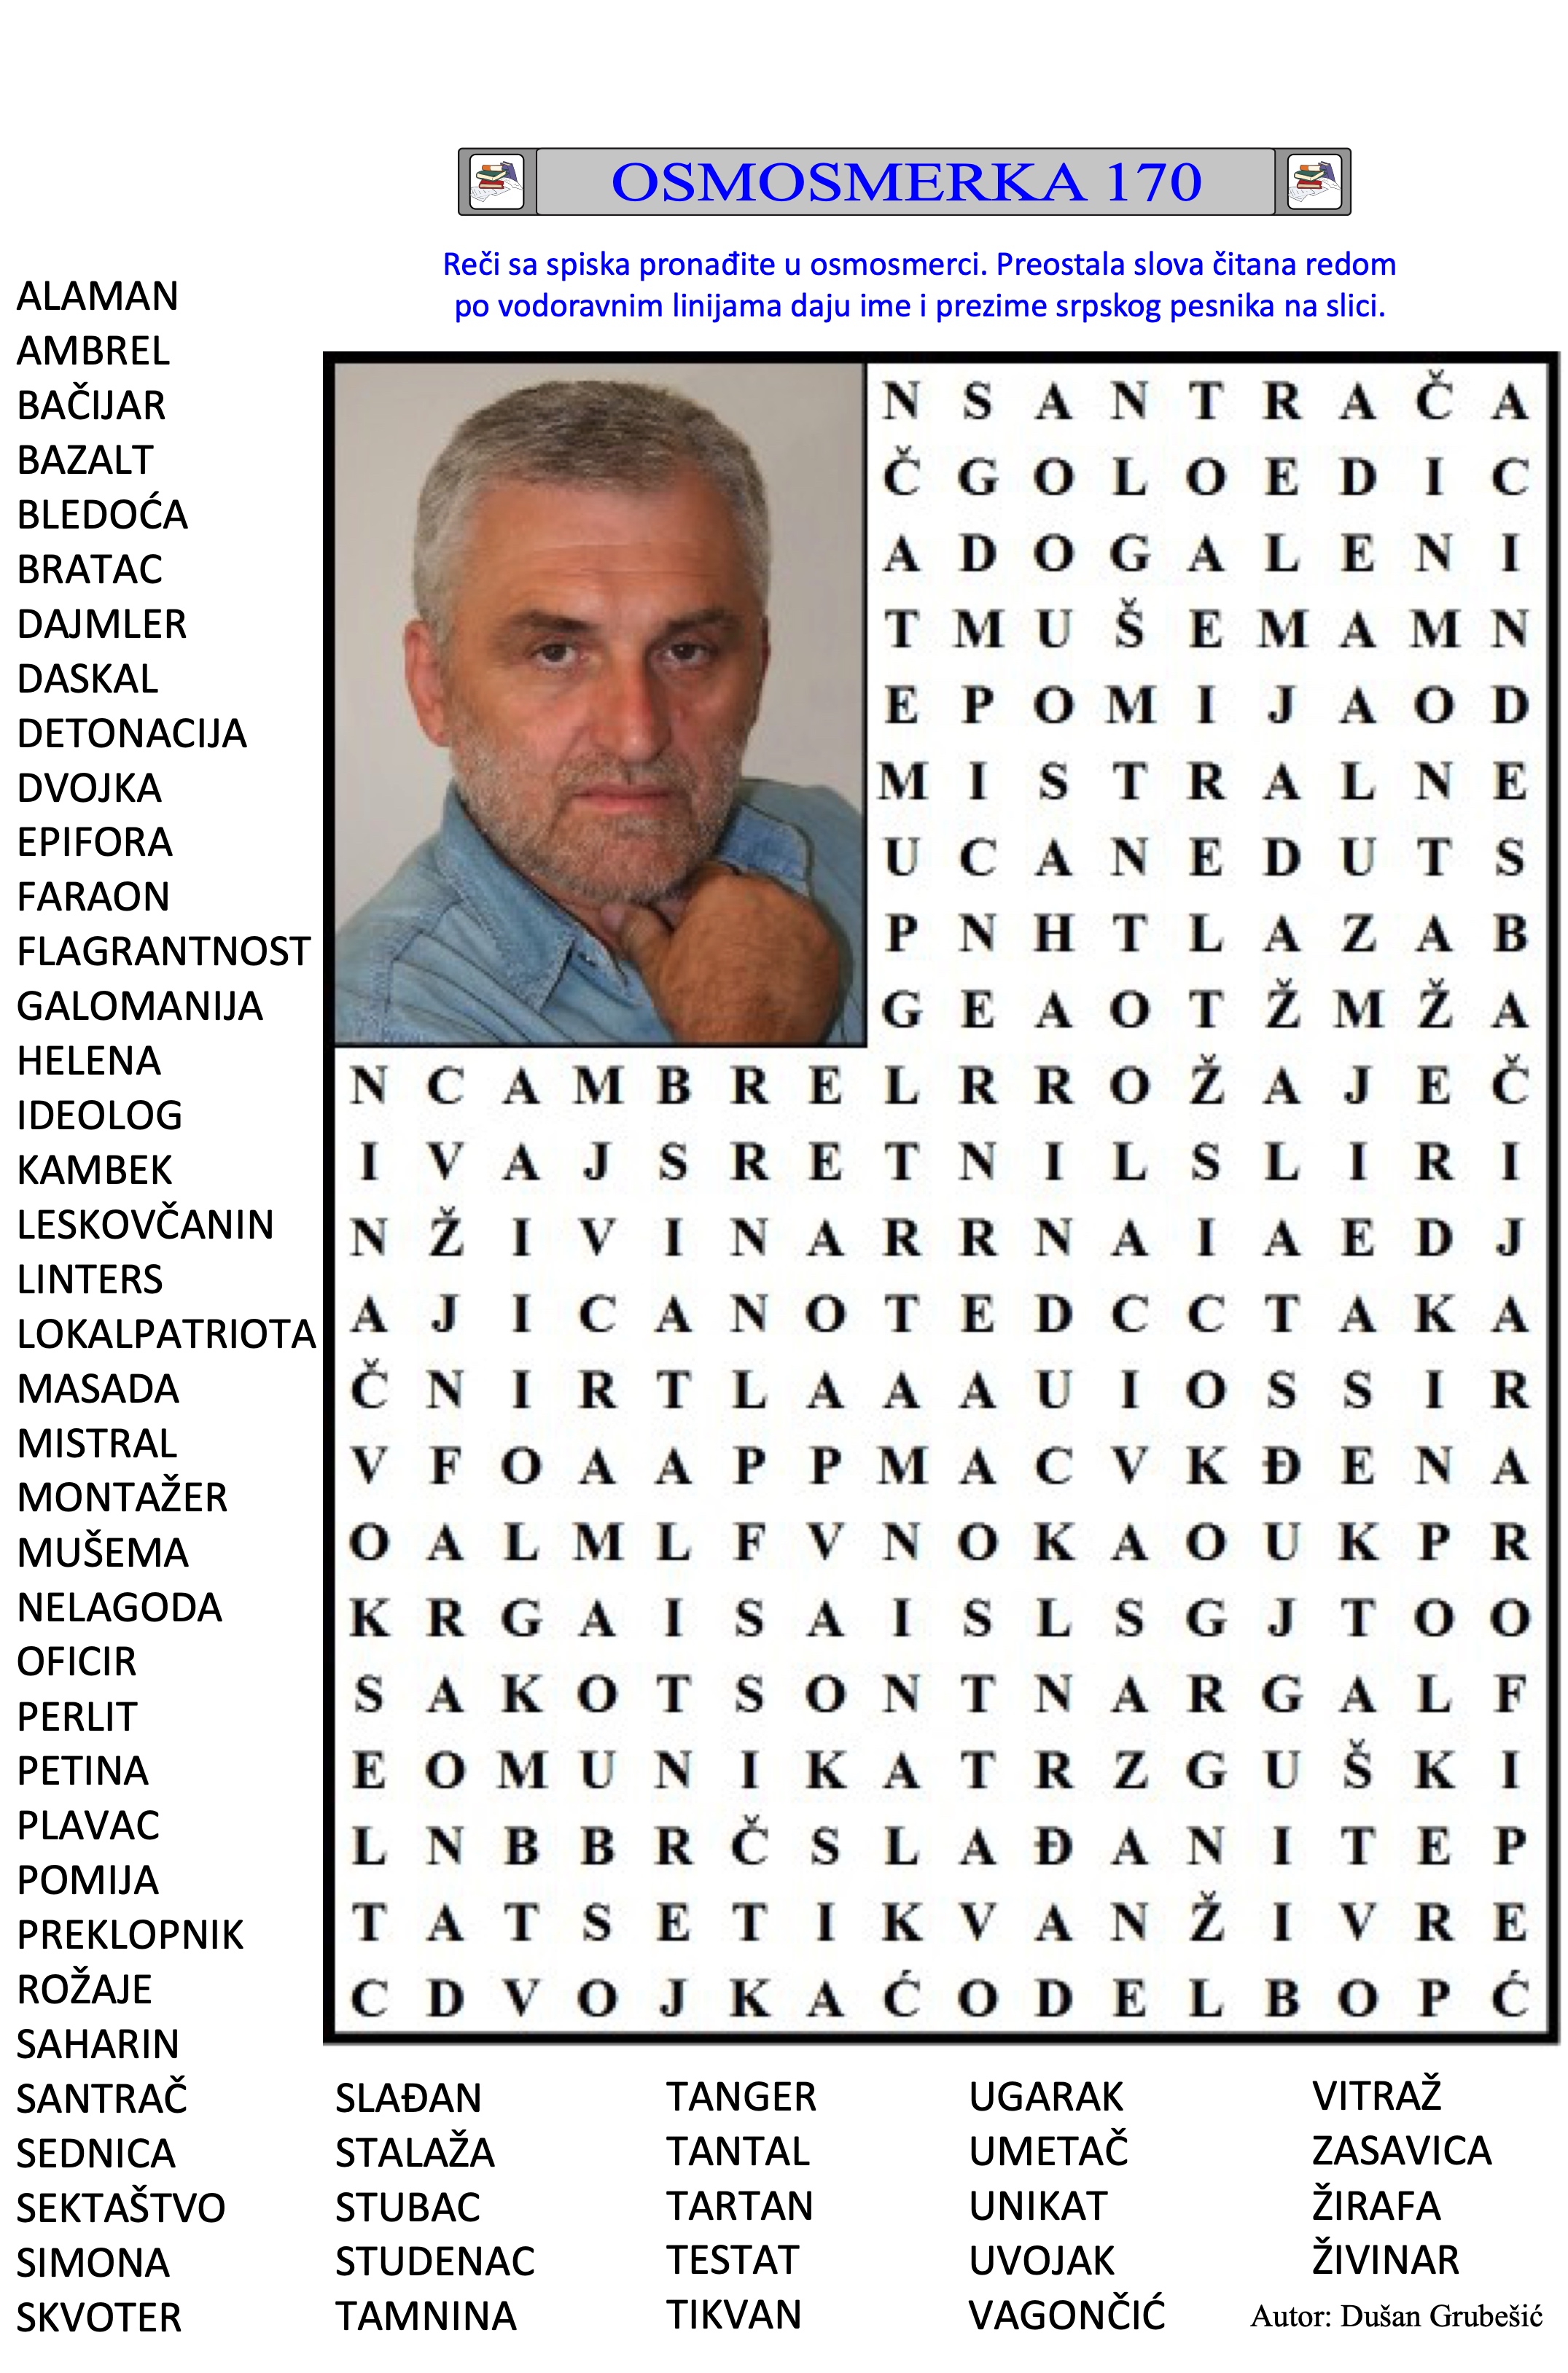 OSMOSMERKA 170
Reči sa spiska pronađite u osmosmerci. Preostala slova čitana redom
po vodoravnim linijama daju ime i prezime srpskog pesnika na slici.
ALAMAN
AMBREL
BAČIJAR
BAZALT
BLEDOĆA
BRATAC
DAJMLER
DASKAL
DETONACIJA
DVOJKA
EPIFORA
FARAON
FLAGRANTNOST
GALOMANIJA
HELENA
IDEOLOG
KAMBEK
LESKOVČANIN
LINTERS
LOKALPATRIOTA
MASADA
MISTRAL
MONTAŽER
MUŠEMA
NELAGODA
OFICIR
PERLIT
PETINA
PLAVAC
POMIJA
PREKLOPNIK
ROŽAJE
SAHARIN
SANTRAČ
SEDNICA
SEKTAŠTVO
SIMONA
SKVOTER
N S A N T R A Č A
Č G O L O E D I C
A D O G A L E N I
T M U Š E M A M N
E P O M I J A O D
M I S T R A L N E
U C A N E D U T S
P N H T L A Z A B
G E A O T Ž M Ž A
N C A M B R E L R R O Ž A J E Č
I V A J S R E T N I L S L I R I
N Ž I V I N A R R N A I A E D J
A J I C A N O T E D C C T A K A
Č N I R T L A A A U I O S S I R
V F O A A P P M A C V K Đ E N A
O A L M L F V N O K A O U K P R
K R G A I S A I S L S G J T O O
S A K O T S O N T N A R G A L F
E O M U N I K A T R Z G U Š K I
L N B B R Č S L A Đ A N I T E P
T A T S E T I K V A N Ž I V R E
C D V O J K A Ć O D E L B O P Ć
SLAĐAN
STALAŽA
STUBAC
STUDENAC
TAMNINA
TANGER
TANTAL
TARTAN
TESTAT
TIKVAN
UGARAK
UMETAČ
UNIKAT
UVOJAK
VAGONČIĆ
VITRAŽ
ZASAVICA
ŽIRAFA
ŽIVINAR
Autor: Dušan Grubešić